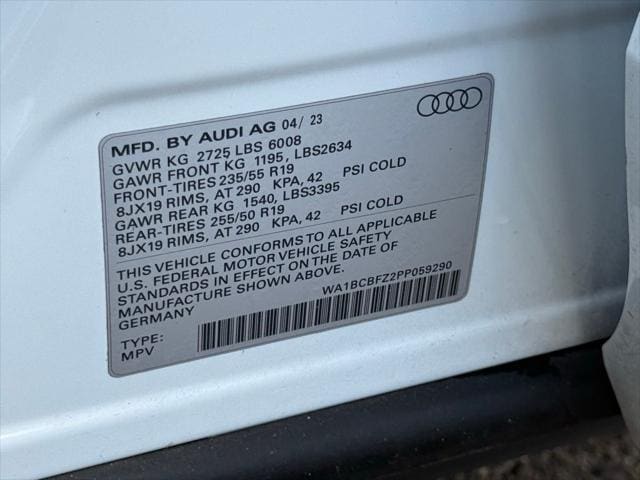 MFD. BY AUDI AG 04/ 23
GVWR KG 2725 LBS 6008
GAWR FRONT KG 1195, LBS2634
FRONT-TIRES 235/55 R19
8JX19 RIMS, AT 290 KPA, 42 PSI COLD
GAWR REAR KG 1540, LBS3395
REAR-TIRES 255/50 R19
8JX19 RIMS, AT 290 KPA, 42 PSI COLD
THIS VEHICLE CONFORMS TO ALL APPLICABLE
U.S. FEDERAL MOTOR VEHICLE SAFETY
STANDARDS IN EFFECT ON THE DATE OF
MANUFACTURE SHOWN ABOVE.
GERMANY
WA1BCBFZ2PP059290
TYPE:
MPV